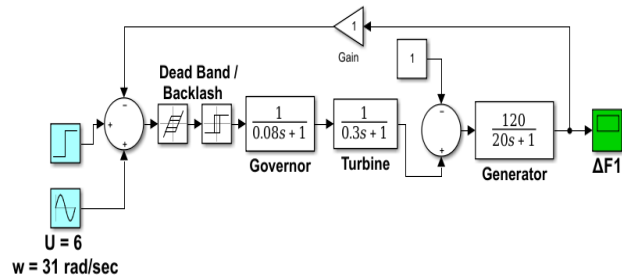 1
Gain
1
Dead Band /
Backlash
−
+
+
1
0.08s + 1
Governor
1
0.3s + 1
Turbine
−
+
120
20s + 1
Generator
ΔF1
U = 6
w = 31 rad/sec